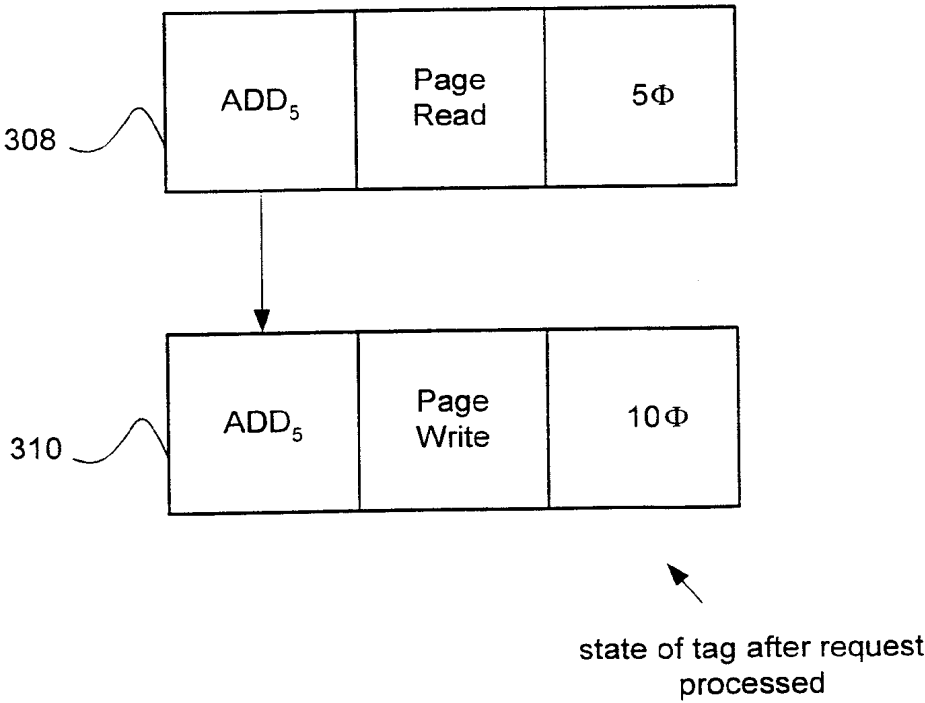 ADD₅ Page Read 5Φ
308
ADD₅ Page Write 10Φ
310
state of tag after request
processed